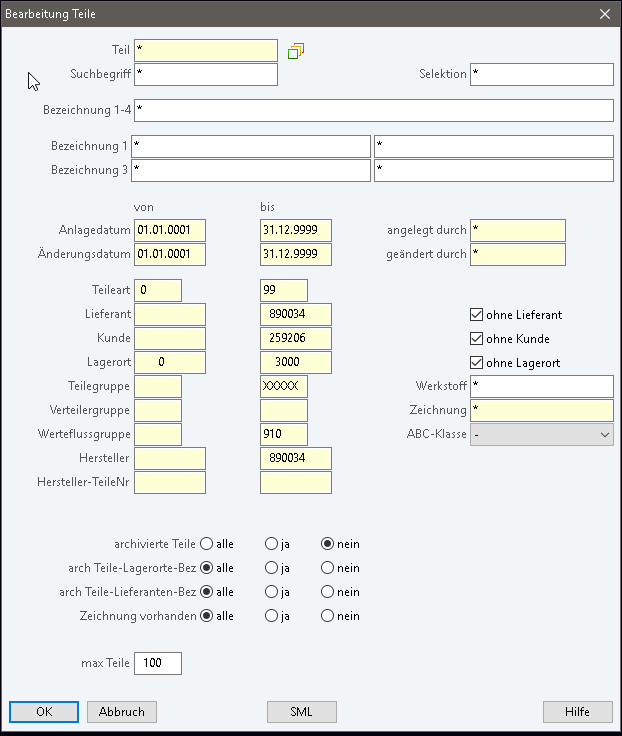 Bearbeitung Teile
Teil *
Suchbegriff * Selektion *
Bezeichnung 1-4 *
Bezeichnung 1 * *
Bezeichnung 3 * *
von bis
Anlagedatum 01.01.0001 31.12.9999 angelegt durch *
Änderungsdatum 01.01.0001 31.12.9999 geändert durch *
Teileart 0 99
Lieferant 890034 ohne Lieferant
Kunde 259206 ohne Kunde
Lagerort 0 3000 ohne Lagerort
Teilegruppe XXXXX Werkstoff *
Verteilergruppe Zeichnung *
Werteflussgruppe 910 ABC-Klasse -
Hersteller 890034
Hersteller-TeileNr
archivierte Teile alle ja nein
arch Teile-Lagerorte-Bez alle ja nein
arch Teile-Lieferanten-Bez alle ja nein
Zeichnung vorhanden alle ja nein
max Teile 100
OK Abbruch SML Hilfe